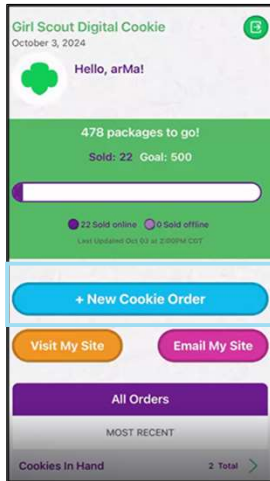 Girl Scout Digital Cookie
October 3, 2024
Hello, arMa!
478 packages to go!
Sold: 22 Goal: 500
22 Sold online 0 Sold offline
Last Updated Oct 03 at 2:00PM CDT
+ New Cookie Order
Visit My Site Email My Site
All Orders
MOST RECENT
Cookies In Hand 2 Total